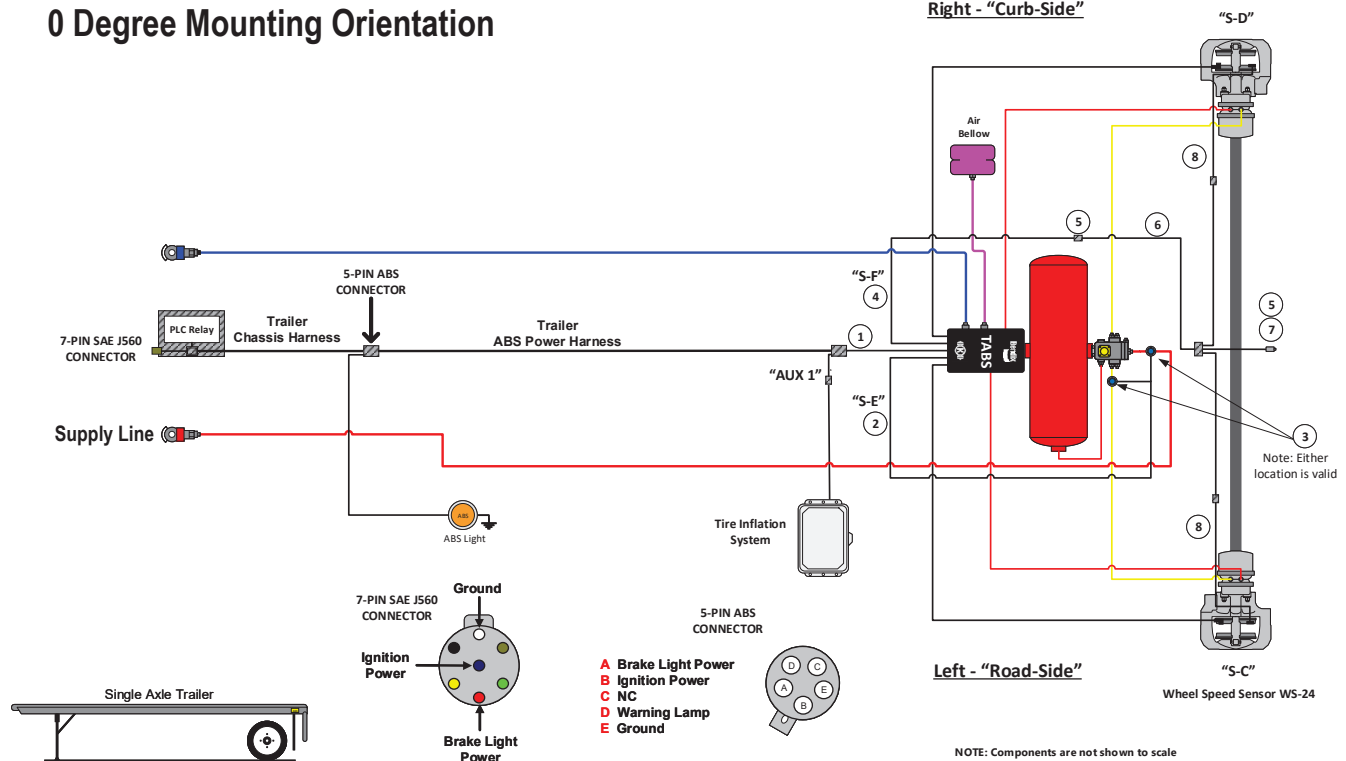 0 Degree Mounting Orientation
Right - “Curb-Side”
“S-D”
Air
Bellow
8
5
6
5-PIN ABS
CONNECTOR
“S-F”
4
5
7
PLC Relay
Trailer
Chassis Harness
Trailer
ABS Power Harness
7-PIN SAE J560
CONNECTOR
1
TABS
Bendix
“AUX 1”
“S-E”
2
Supply Line
3
Note: Either
location is valid
ABS
ABS Light
Tire Inflation
System
8
Ground
7-PIN SAE J560
CONNECTOR
Ignition
Power
Brake Light
Power
5-PIN ABS
CONNECTOR
A Brake Light Power
B Ignition Power
C NC
D Warning Lamp
E Ground
D
C
A
E
B
Left - “Road-Side”
“S-C”
Wheel Speed Sensor WS-24
Single Axle Trailer
NOTE: Components are not shown to scale